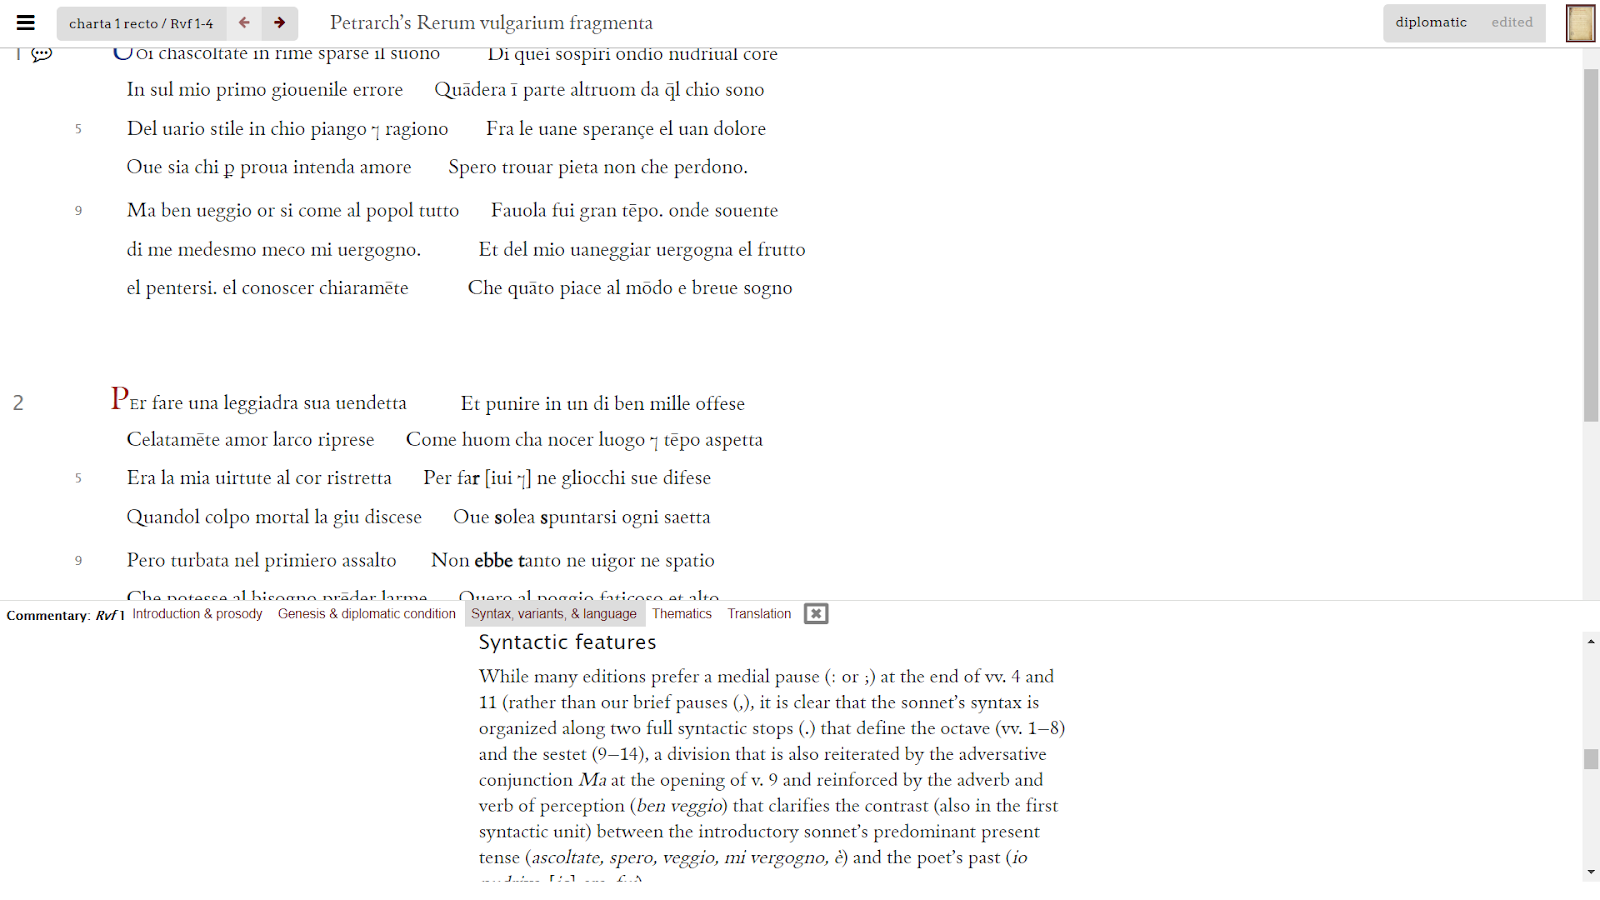 charta 1 recto / Rvf 1-4 ← → Petrarch's Rerum vulgarium fragmenta diplomatic edited
1 Uoi chascoltate in rime sparse il suono Di quei sospiri ondio nudriual core
In sul mio primo giouenile errore Quādera ī parte altruom da q̄l chio sono
5 Del uario stile in chio piango ⁊ ragiono Fra le uane sperançe el uan dolore
Oue sia chi ꝑ proua intenda amore Spero trouar pieta non che perdono.
9 Ma ben ueggio or si come al popol tutto Fauola fui gran tēpo. onde souente
di me medesmo meco mi uergogno. Et del mio uaneggiar uergogna el frutto
el pentersi. el conoscer chiaramēte Che quāto piace al mōdo e breue sogno
2 PEr fare una leggiadra sua uendetta Et punire in un di ben mille offese
Celatamēte amor larco riprese Come huom cha nocer luogo ⁊ tēpo aspetta
5 Era la mia uirtute al cor ristretta Per far [iui ⁊] ne gliocchi sue difese
Quandol colpo mortal la giu discese Oue solea spuntarsi ogni saetta
9 Pero turbata nel primiero assalto Non ebbe tanto ne uigor ne spatio
Che potesse al bisogno prēder larme Ouero al poggio faticoso et alto
Commentary: Rvf 1 Introduction & prosody Genesis & diplomatic condition Syntax, variants, & language Thematics Translation
Syntactic features
While many editions prefer a medial pause (: or ;) at the end of vv. 4 and
11 (rather than our brief pauses (,), it is clear that the sonnet's syntax is
organized along two full syntactic stops (.) that define the octave (vv. 1–8)
and the sestet (9–14), a division that is also reiterated by the adversative
conjunction Ma at the opening of v. 9 and reinforced by the adverb and
verb of perception (ben veggio) that clarifies the contrast (also in the first
syntactic unit) between the introductory sonnet's predominant present
tense (ascoltate, spero, veggio, mi vergogno, è) and the poet's past (io